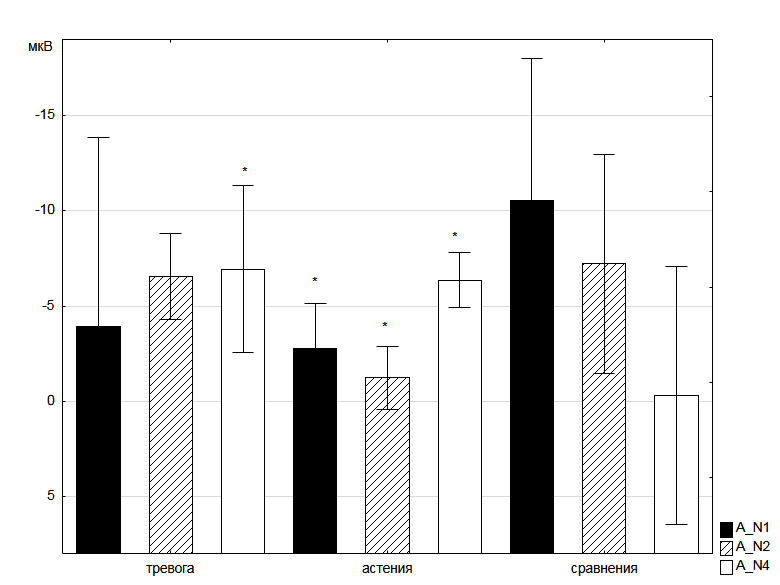 мкВ
-15
-10
-5
0
5
*
*
*
*
тревога
астения
сравнения
A_N1
A_N2
A_N4